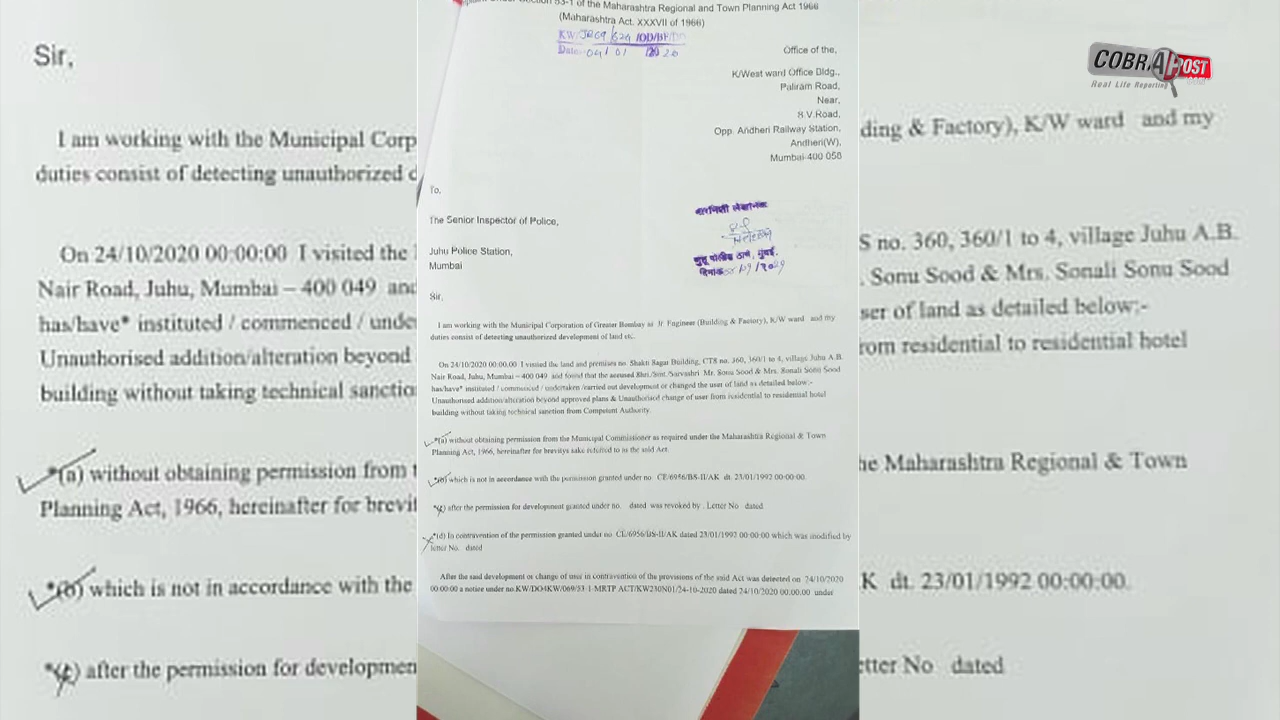 Section 53-1 of the Maharashtra Regional and Town Planning Act 1966
(Maharashtra Act. XXXVII of 1966)
Date:- 04/01/2020
Office of the,
K/West ward Office Bldg.,
Paliram Road,
Near,
S.V.Road,
Opp. Andheri Railway Station,
Andheri(W),
Mumbai-400 058
To,
The Senior Inspector of Police,
Juhu Police Station,
Mumbai
जुहू पोलीस ठाणे, मुंबई.
दिनांक
Sir,
I am working with the Municipal Corporation of Greater Bombay as Jr Engineer (Building & Factory), K/W ward and my
duties consist of detecting unauthorized development of land etc.
On 24/10/2020 00:00:00 I visited the land and premises no. Shakti Sagar Building, CTS no. 360, 360/1 to 4, village Juhu A.B.
Nair Road, Juhu, Mumbai – 400 049 and found that the accused Shri./Smt./Sarvashri Mr. Sonu Sood & Mrs. Sonali Sonu Sood
has/have* instituted / commenced / undertaken /carried out development or changed the user of land as detailed below:-
Unauthorised addition/alteration beyond approved plans & Unauthorised change of user from residential to residential hotel
building without taking technical sanction from Competent Authority.
*(a) without obtaining permission from the Municipal Commissioner as required under the Maharashtra Regional & Town
Planning Act, 1966, hereinafter for brevitys sake referred to as the said Act.
*(b) which is not in accordance with the permission granted under no CE/6956/BS-II/AK dt. 23/01/1992 00:00:00.
*(c) after the permission for development granted under no. dated was revoked by . Letter No dated
*(d) In contravention of the permission granted under no CE/6956/BS-II/AK dated 23/01/1992 00:00:00 which was modified by
letter No. dated
After the said development or change of user in contravention of the provisions of the said Act was detected on 24/10/2020
00:00:00 a notice under no.KW/DO4KW/069/53 1-MRTP ACT/KW230N01/24-10-2020 dated 24/10/2020 00:00:00 under
Sir,
I am working with the Municipal Corp
ding & Factory), K/W ward and my
duties consist of detecting unauthorized d
On 24/10/2020 00:00:00 I visited the
S no. 360, 360/1 to 4, village Juhu A.B.
Nair Road, Juhu, Mumbai – 400 049 and
. Sonu Sood & Mrs. Sonali Sonu Sood
has/have* instituted / commenced / unde
ser of land as detailed below:-
Unauthorised addition/alteration beyond
rom residential to residential hotel
building without taking technical sanctio
*(a) without obtaining permission from t
he Maharashtra Regional & Town
Planning Act, 1966, hereinafter for brevit
*(b) which is not in accordance with the
K dt. 23/01/1992 00:00:00.
*(c) after the permission for developmen
etter No dated
COBRAPOST
Real Life Reporting